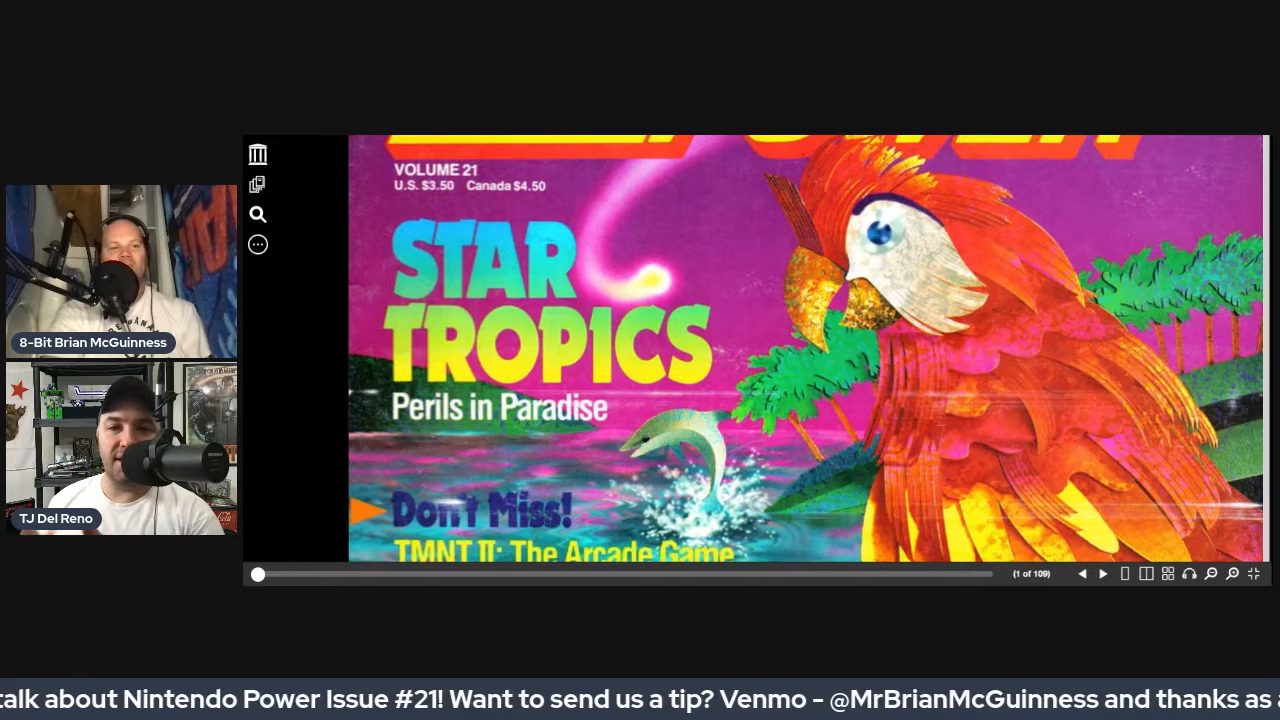 VOLUME 21
U.S. $3.50 Canada $4.50
STAR
TROPICS
Perils in Paradise
Don't Miss!
TMNT II: The Arcade Game
8-Bit Brian McGuinness
TJ Del Reno
(1 of 109)
talk about Nintendo Power Issue #21! Want to send us a tip? Venmo - @MrBrianMcGuinness and thanks as a